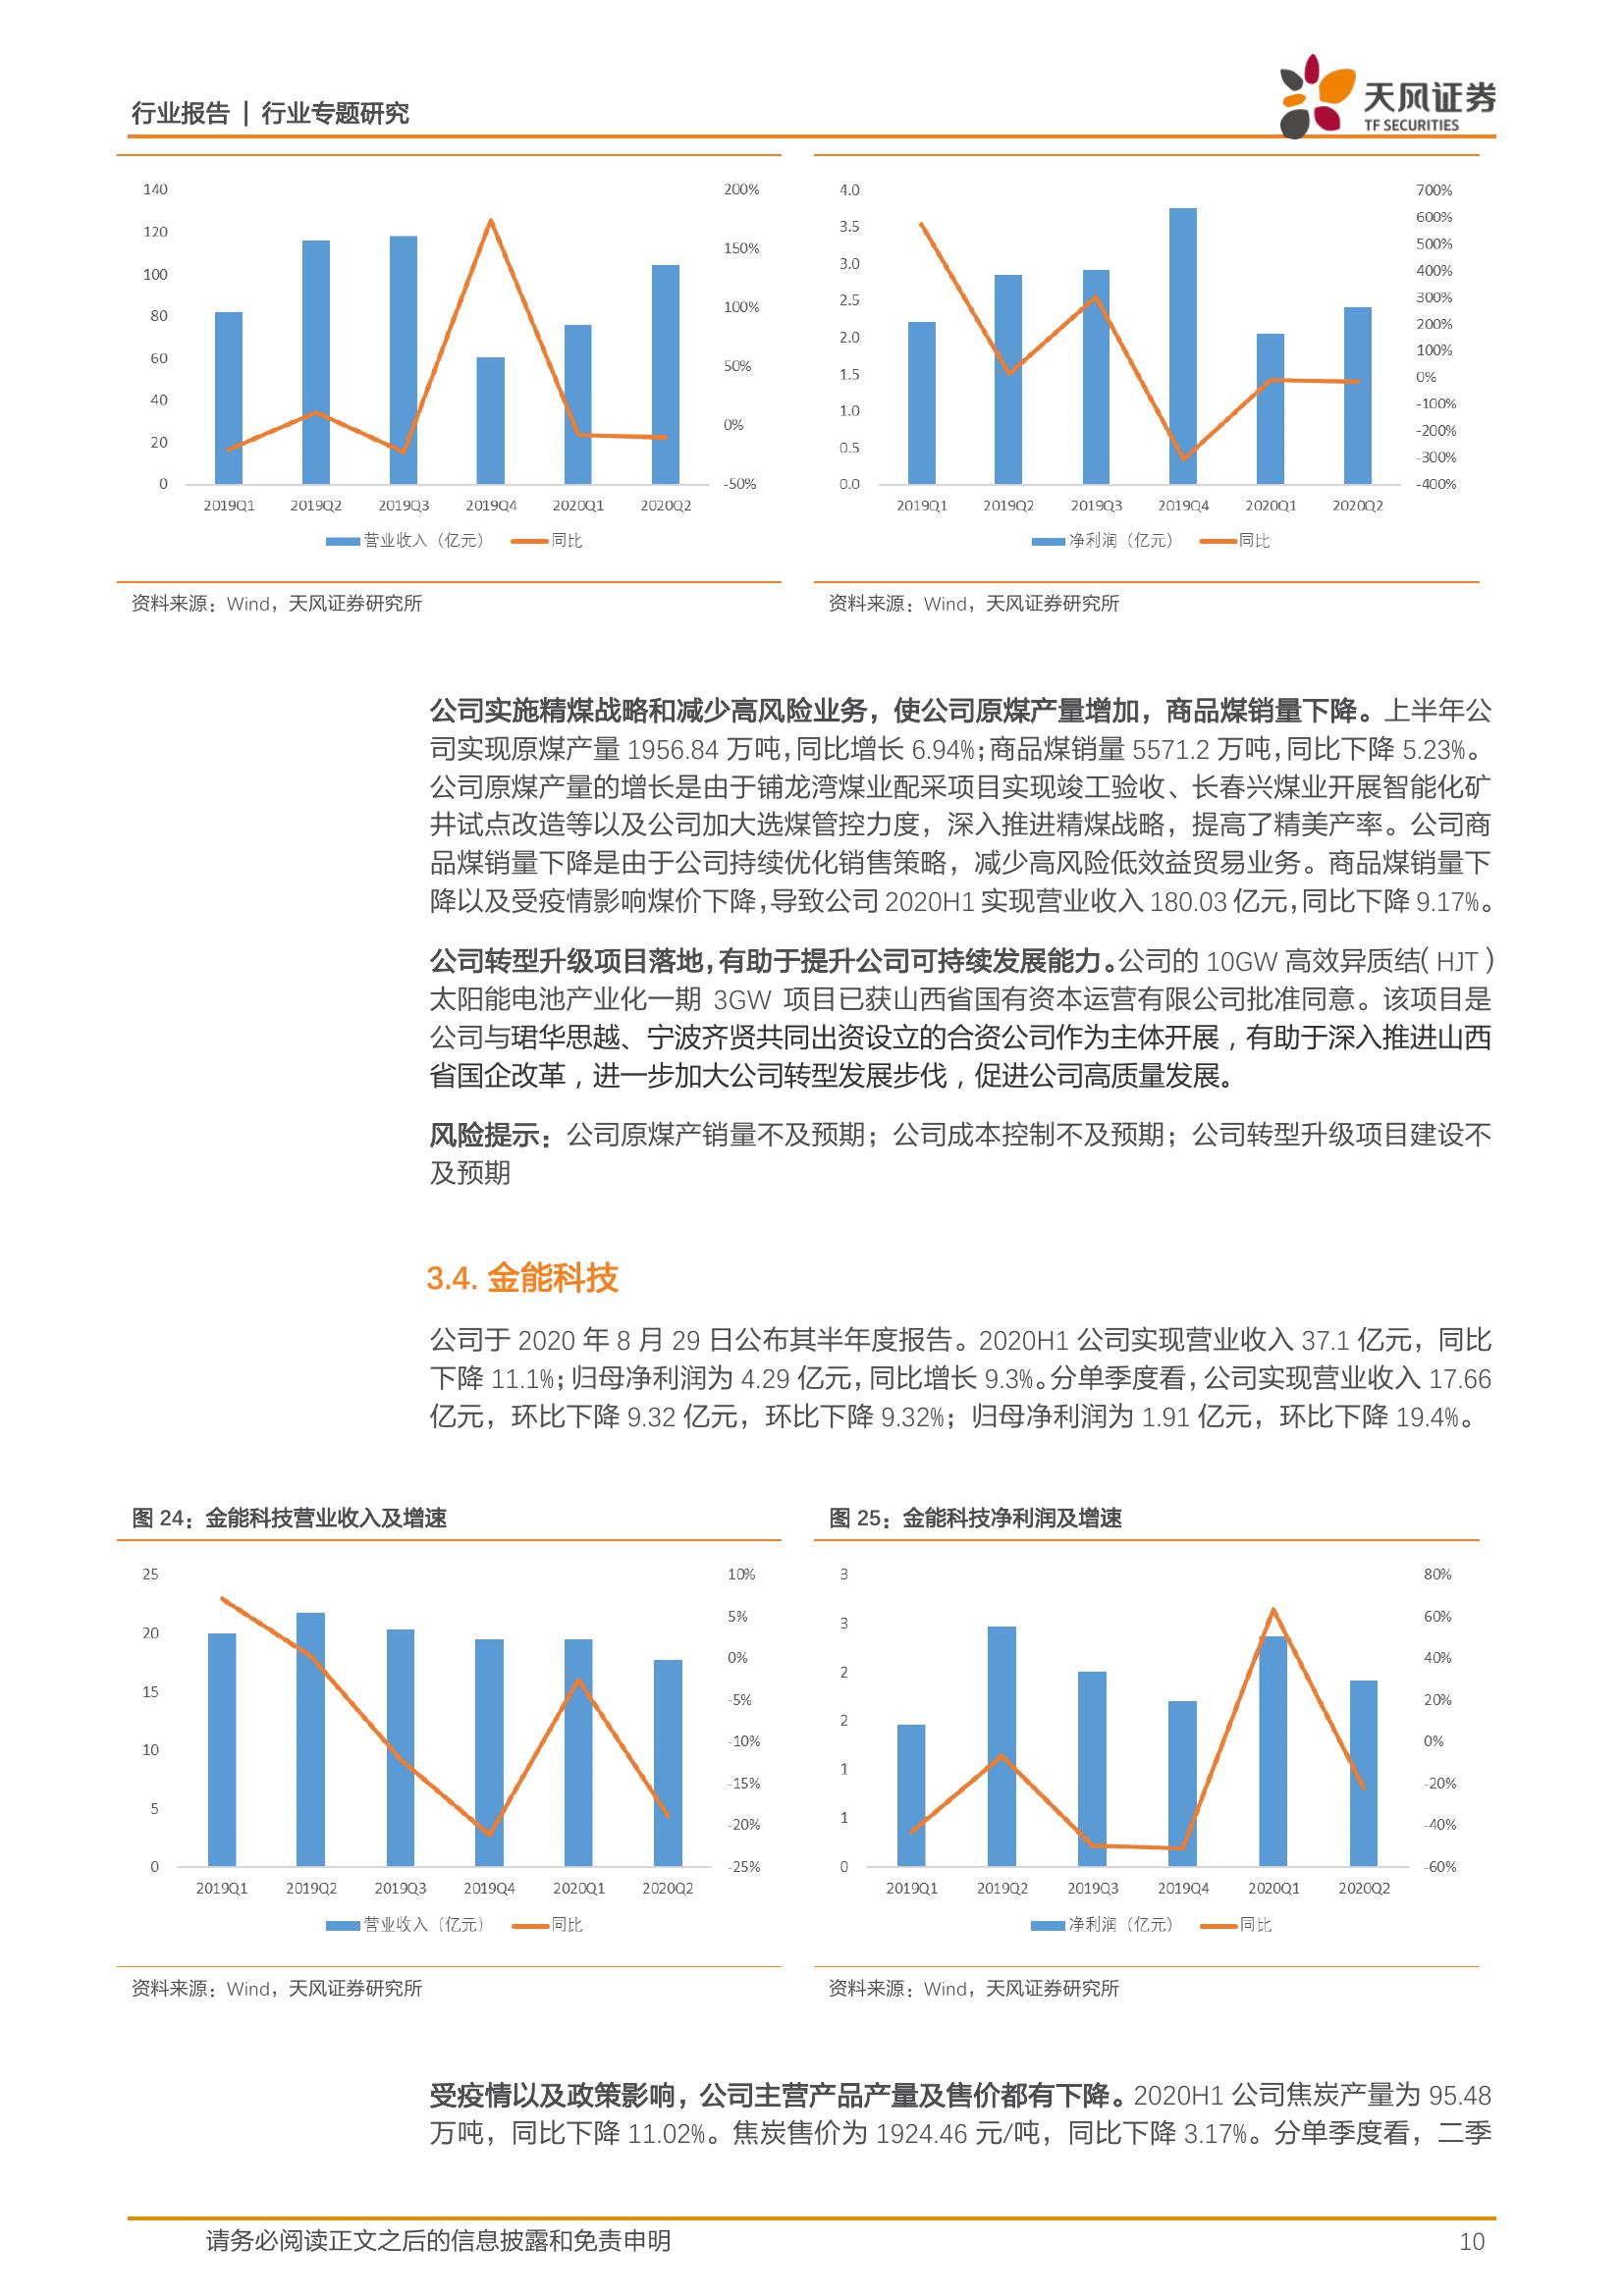 行业报告 | 行业专题研究
天风证券
TF SECURITIES
140
120
100
80
60
40
20
0
200%
150%
100%
50%
0%
-50%
2019Q1 2019Q2 2019Q3 2019Q4 2020Q1 2020Q2
营业收入（亿元） 同比
4.0
3.5
3.0
2.5
2.0
1.5
1.0
0.5
0.0
700%
600%
500%
400%
300%
200%
100%
0%
-100%
-200%
-300%
-400%
2019Q1 2019Q2 2019Q3 2019Q4 2020Q1 2020Q2
净利润（亿元） 同比
资料来源：Wind，天风证券研究所
资料来源：Wind，天风证券研究所
公司实施精煤战略和减少高风险业务，使公司原煤产量增加，商品煤销量下降。上半年公
司实现原煤产量 1956.84 万吨，同比增长 6.94%；商品煤销量 5571.2 万吨，同比下降 5.23%。
公司原煤产量的增长是由于铺龙湾煤业配采项目实现竣工验收、长春兴煤业开展智能化矿
井试点改造等以及公司加大选煤管控力度，深入推进精煤战略，提高了精美产率。公司商
品煤销量下降是由于公司持续优化销售策略，减少高风险低效益贸易业务。商品煤销量下
降以及受疫情影响煤价下降，导致公司 2020H1 实现营业收入 180.03 亿元，同比下降 9.17%。
公司转型升级项目落地，有助于提升公司可持续发展能力。公司的 10GW 高效异质结（HJT）
太阳能电池产业化一期 3GW 项目已获山西省国有资本运营有限公司批准同意。该项目是
公司与珺华思越、宁波齐贤共同出资设立的合资公司作为主体开展，有助于深入推进山西
省国企改革，进一步加大公司转型发展步伐，促进公司高质量发展。
风险提示：公司原煤产销量不及预期；公司成本控制不及预期；公司转型升级项目建设不
及预期
3.4. 金能科技
公司于 2020 年 8 月 29 日公布其半年度报告。2020H1 公司实现营业收入 37.1 亿元，同比
下降 11.1%；归母净利润为 4.29 亿元，同比增长 9.3%。分单季度看，公司实现营业收入 17.66
亿元，环比下降 9.32 亿元，环比下降 9.32%；归母净利润为 1.91 亿元，环比下降 19.4%。
图 24：金能科技营业收入及增速
25
20
15
10
5
0
10%
5%
0%
-5%
-10%
-15%
-20%
-25%
2019Q1 2019Q2 2019Q3 2019Q4 2020Q1 2020Q2
营业收入（亿元） 同比
资料来源：Wind，天风证券研究所
图 25：金能科技净利润及增速
3
3
2
2
1
1
0
80%
60%
40%
20%
0%
-20%
-40%
-60%
2019Q1 2019Q2 2019Q3 2019Q4 2020Q1 2020Q2
净利润（亿元） 同比
资料来源：Wind，天风证券研究所
受疫情以及政策影响，公司主营产品产量及售价都有下降。2020H1 公司焦炭产量为 95.48
万吨，同比下降 11.02%。焦炭售价为 1924.46 元/吨，同比下降 3.17%。分单季度看，二季
请务必阅读正文之后的信息披露和免责申明
10